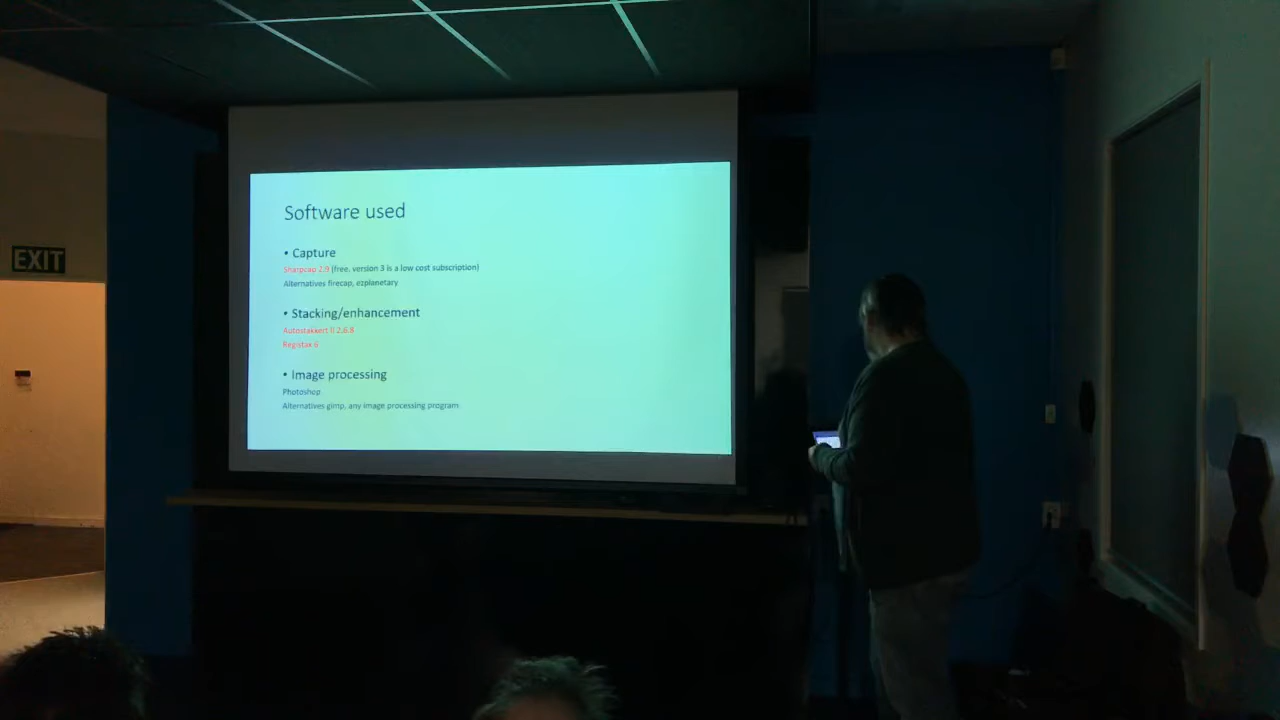 EXIT
Software used
• Capture
Sharpcap 2.9 (free, version 3 is a low cost subscription)
Alternatives firecap, ezplanetary
• Stacking/enhancement
Autostakkert II 2.6.8
Registax 6
• Image processing
Photoshop
Alternatives gimp, any image processing program